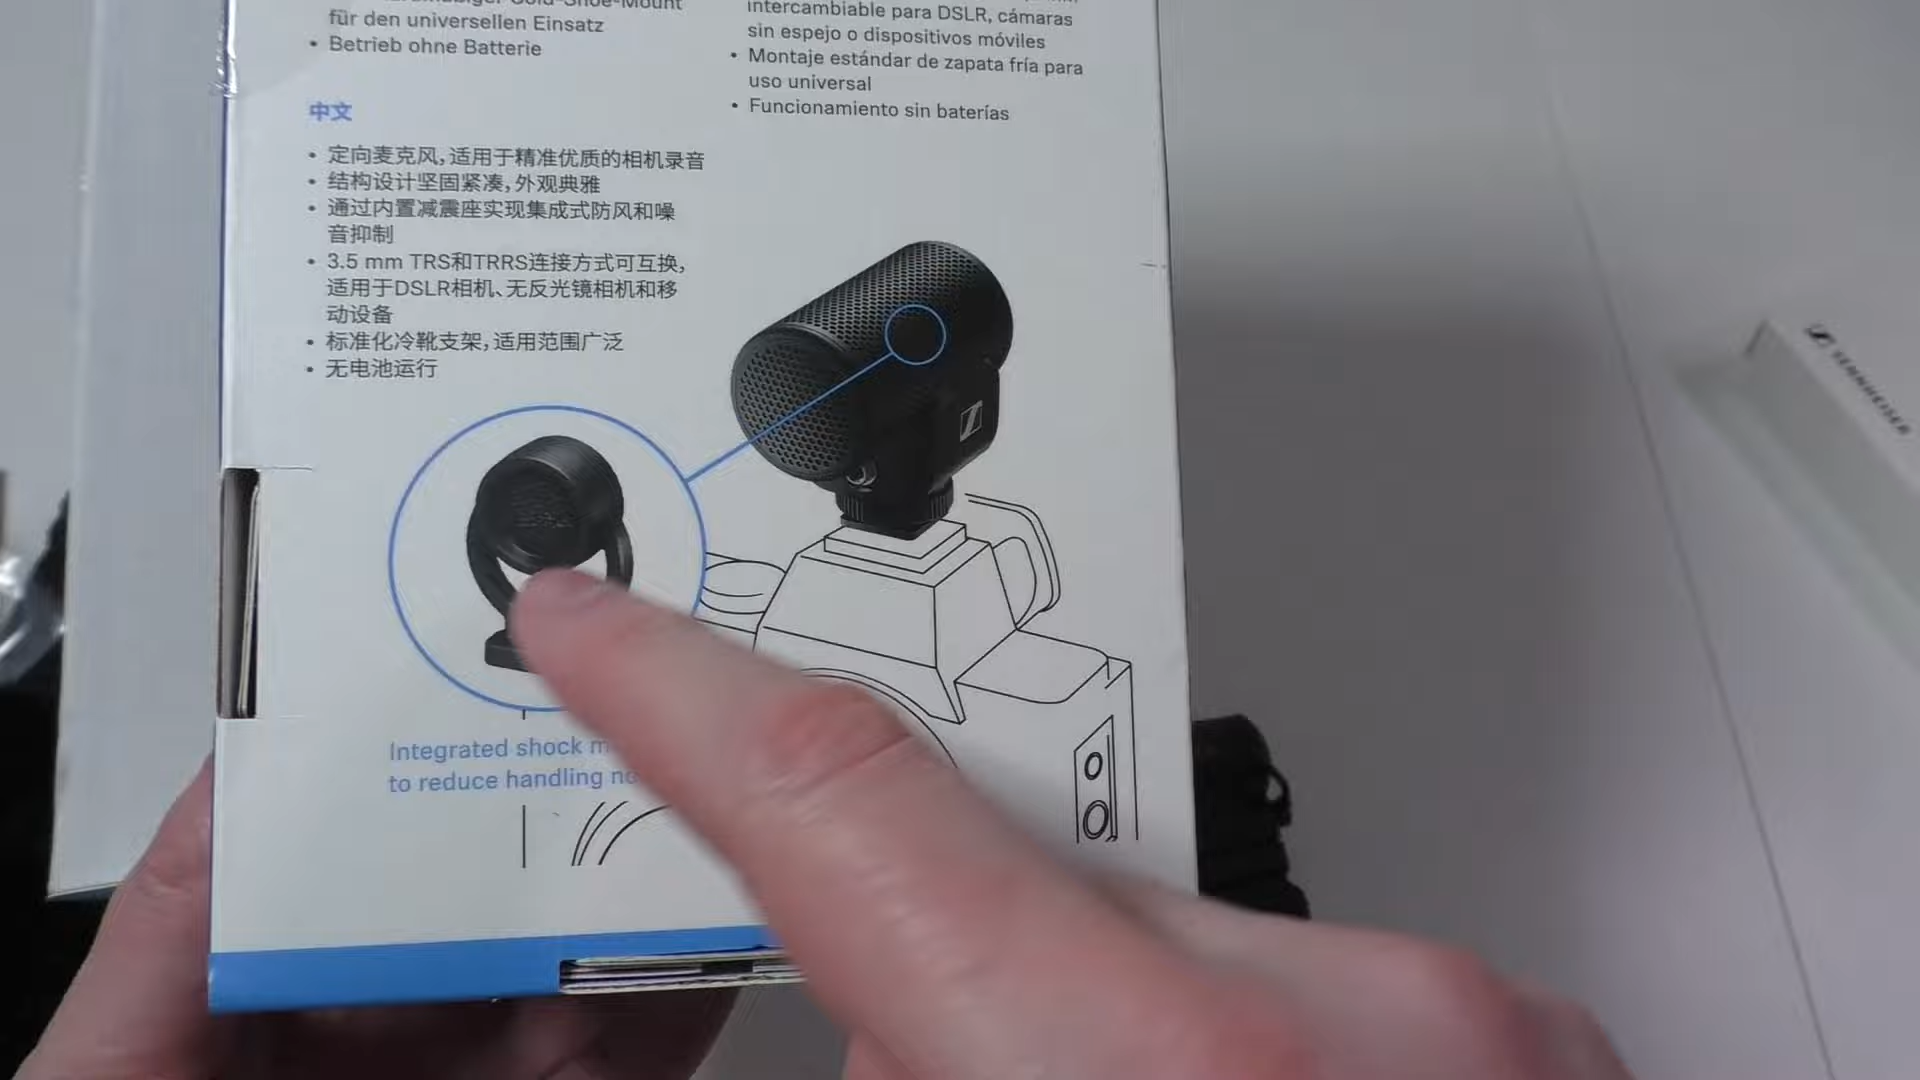 Cold-Shoe-Mount
für den universellen Einsatz
• Betrieb ohne Batterie
intercambiable para DSLR, cámaras
sin espejo o dispositivos móviles
• Montaje estándar de zapata fría para
uso universal
• Funcionamiento sin baterías
中文
• 定向麦克风,适用于精准优质的相机录音
• 结构设计坚固紧凑,外观典雅
• 通过内置减震座实现集成式防风和噪
音抑制
• 3.5 mm TRS和TRRS连接方式可互换,
适用于DSLR相机、无反光镜相机和移
动设备
• 标准化冷靴支架,适用范围广泛
• 无电池运行
Integrated shock
to reduce handling
SENNHEISER